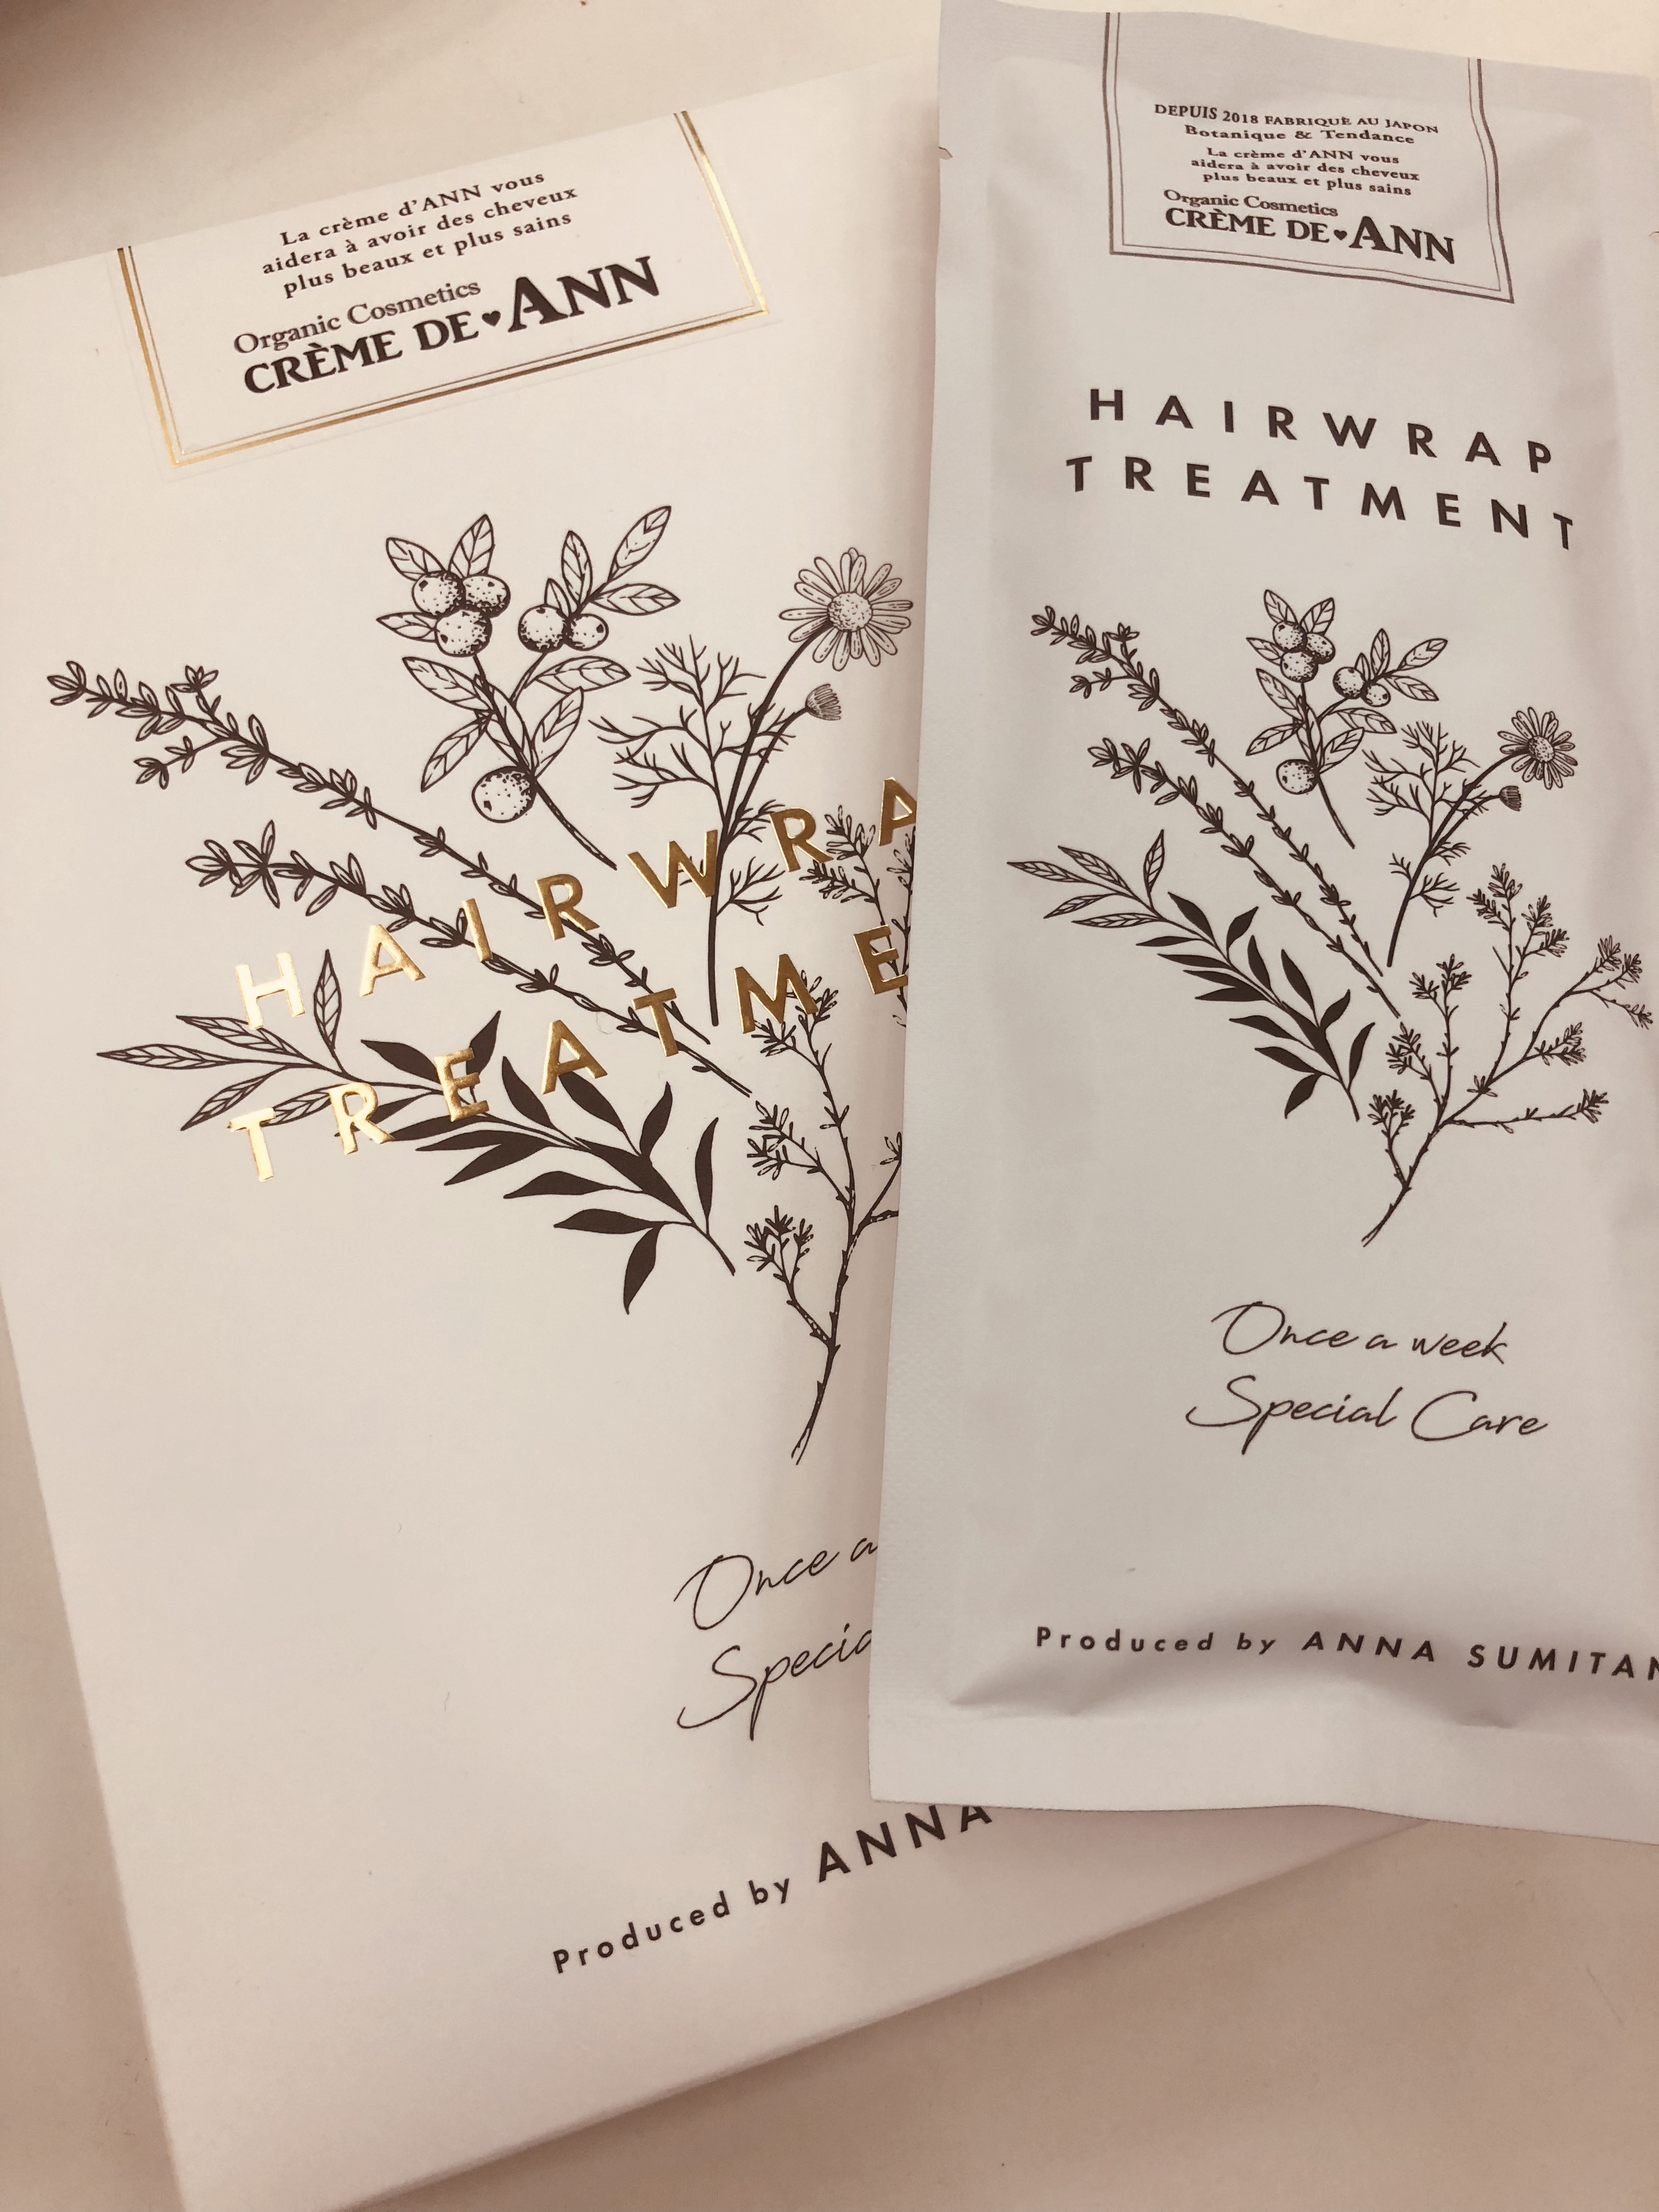 La crème d'ANN vous
aidera à avoir des cheveux
plus beaux et plus sains
Organic Cosmetics
CRÈME DE♥ANN
HAIRWRA
TREATME
Once a
Specia
Produced by ANNA
DEPUIS 2018 FABRIQUÉ AU JAPON
Botanique & Tendance
La crème d'ANN vous
aidera à avoir des cheveux
plus beaux et plus sains
Organic Cosmetics
CRÈME DE♥ANN
HAIRWRAP
TREATMENT
Once a week
Special Care
Produced by ANNA SUMITAN